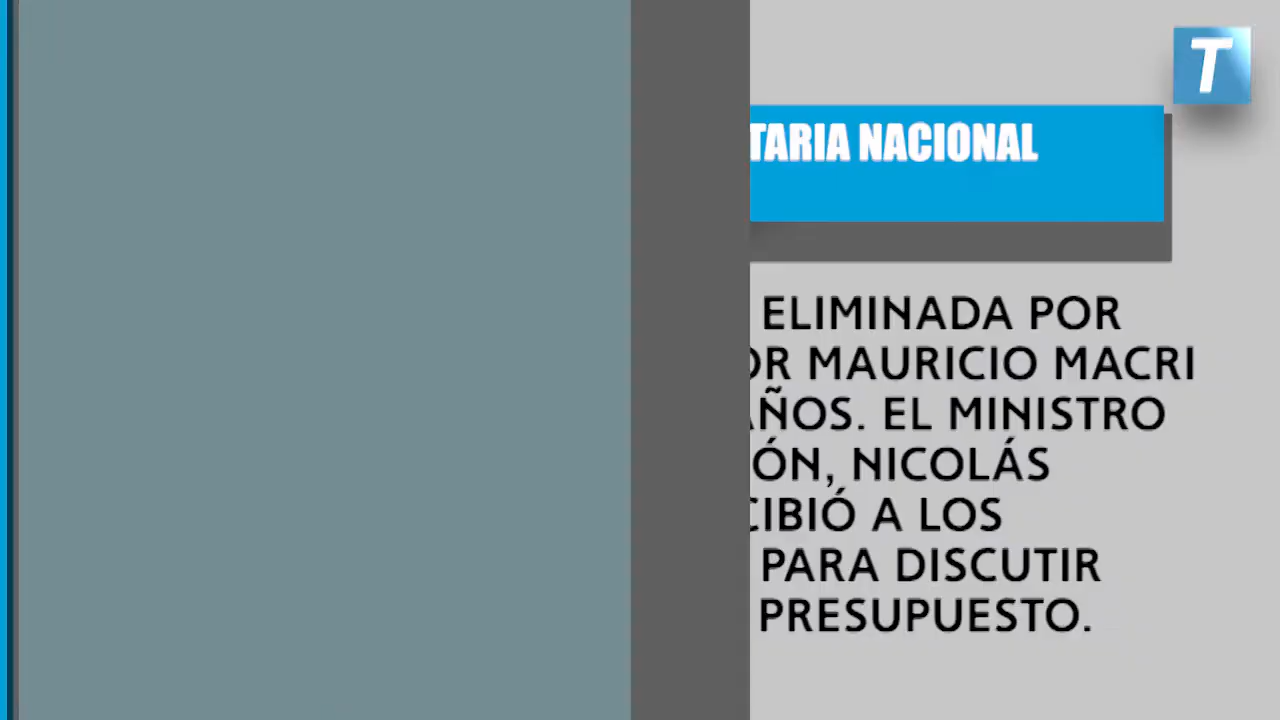 T
TARIA NACIONAL
ELIMINADA POR
OR MAURICIO MACRI
AÑOS. EL MINISTRO
ÓN, NICOLÁS
CIBIÓ A LOS
PARA DISCUTIR
PRESUPUESTO.